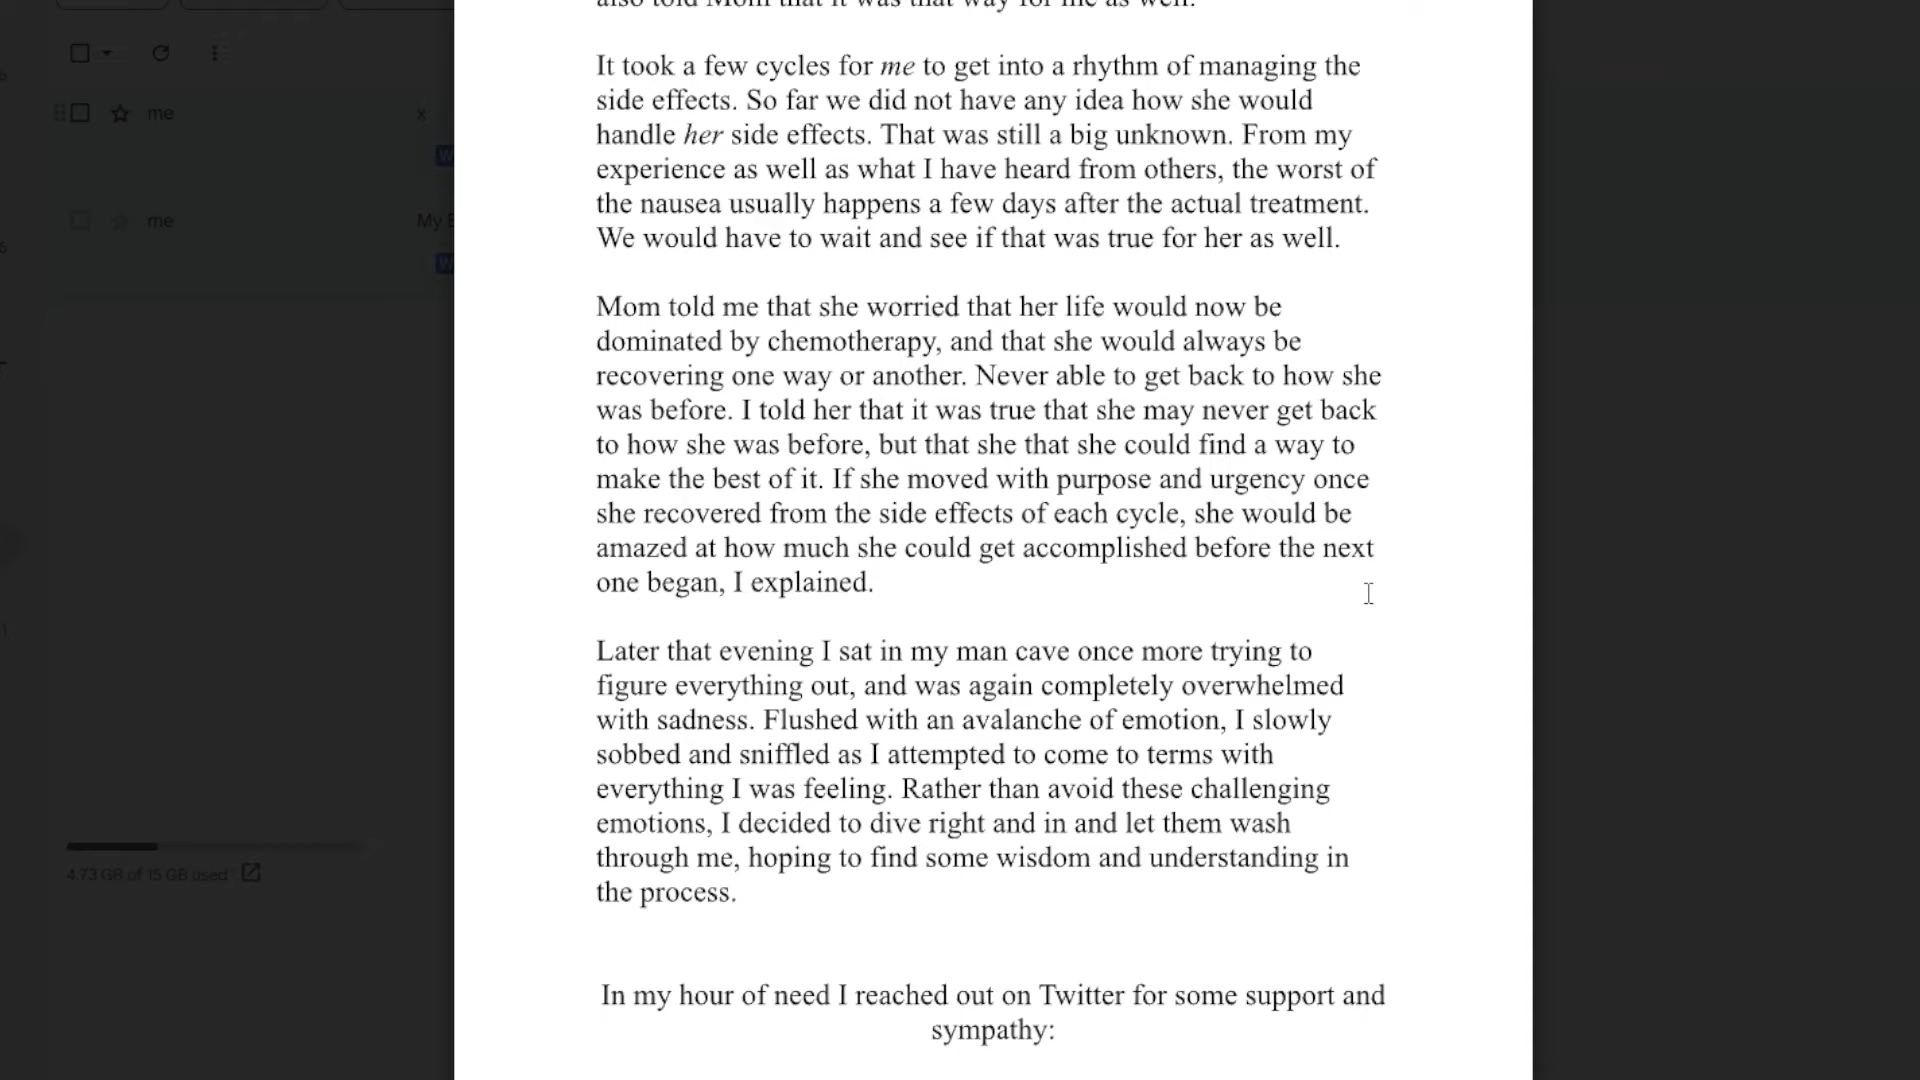 also told Mom that it was that way for me as well.
It took a few cycles for me to get into a rhythm of managing the
side effects. So far we did not have any idea how she would
handle her side effects. That was still a big unknown. From my
experience as well as what I have heard from others, the worst of
the nausea usually happens a few days after the actual treatment.
We would have to wait and see if that was true for her as well.
Mom told me that she worried that her life would now be
dominated by chemotherapy, and that she would always be
recovering one way or another. Never able to get back to how she
was before. I told her that it was true that she may never get back
to how she was before, but that she that she could find a way to
make the best of it. If she moved with purpose and urgency once
she recovered from the side effects of each cycle, she would be
amazed at how much she could get accomplished before the next
one began, I explained.
Later that evening I sat in my man cave once more trying to
figure everything out, and was again completely overwhelmed
with sadness. Flushed with an avalanche of emotion, I slowly
sobbed and sniffled as I attempted to come to terms with
everything I was feeling. Rather than avoid these challenging
emotions, I decided to dive right and in and let them wash
through me, hoping to find some wisdom and understanding in
the process.
In my hour of need I reached out on Twitter for some support and
sympathy:
me
x
W
me
My
W
4.73 GB of 15 GB used